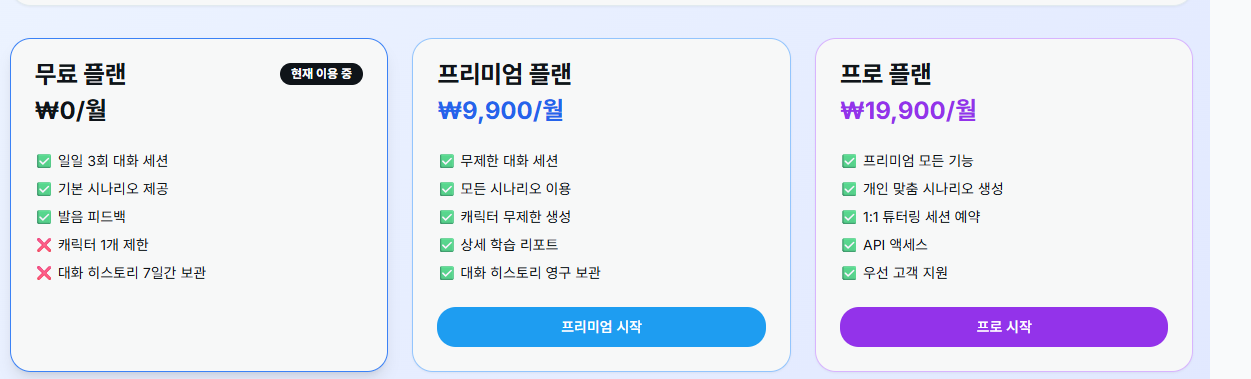 무료 플랜
현재 이용 중
₩0/월
✅ 일일 3회 대화 세션
✅ 기본 시나리오 제공
✅ 발음 피드백
❌ 캐릭터 1개 제한
❌ 대화 히스토리 7일간 보관
프리미엄 플랜
₩9,900/월
✅ 무제한 대화 세션
✅ 모든 시나리오 이용
✅ 캐릭터 무제한 생성
✅ 상세 학습 리포트
✅ 대화 히스토리 영구 보관
프리미엄 시작
프로 플랜
₩19,900/월
✅ 프리미엄 모든 기능
✅ 개인 맞춤 시나리오 생성
✅ 1:1 튜터링 세션 예약
✅ API 액세스
✅ 우선 고객 지원
프로 시작